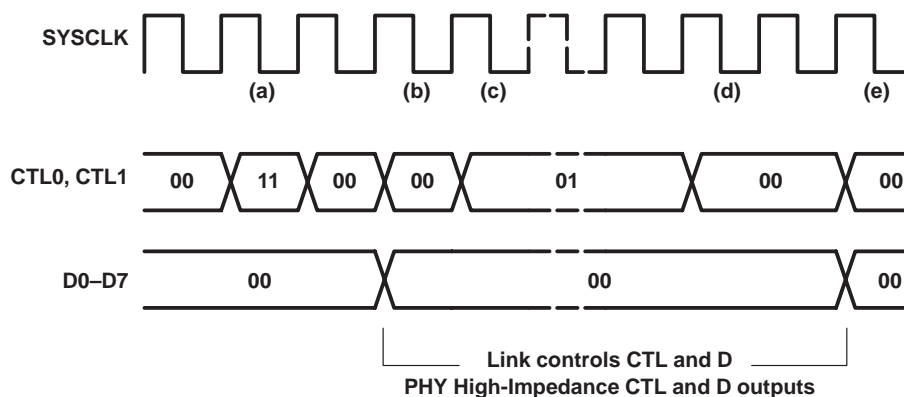 SYSCLK
(a) (b) (c) (d) (e)
CTL0, CTL1 00 11 00 00 01 00 00
D0–D7 00 00 00
Link controls CTL and D
PHY High-Impedance CTL and D outputs